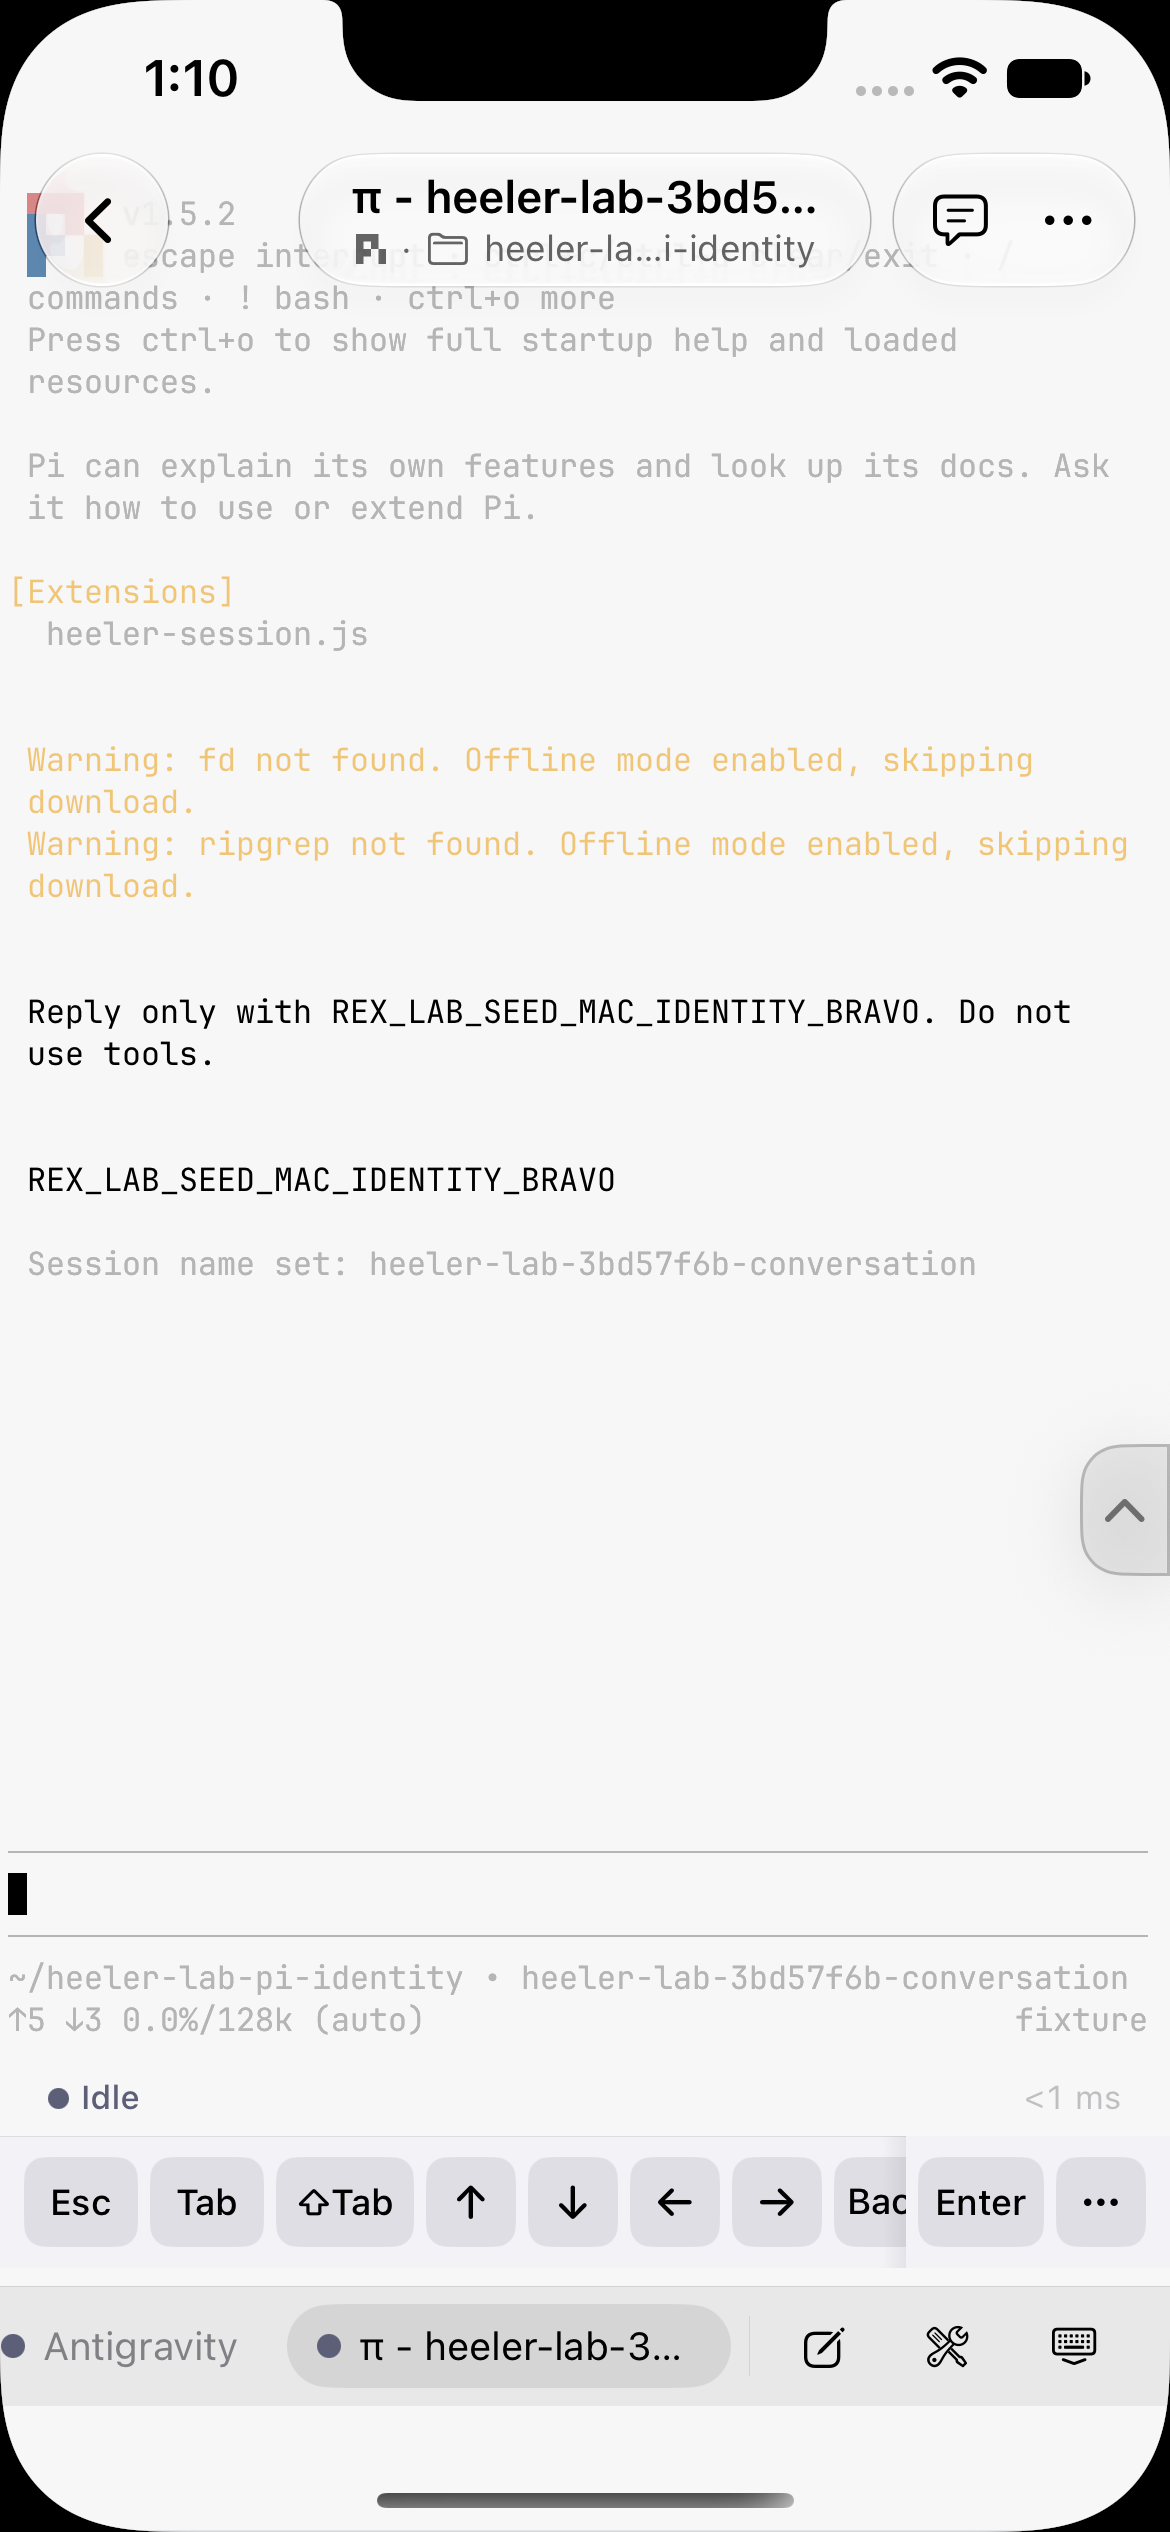 1:10
π - heeler-lab-3bd5...
heeler-la...i-identity
v1.5.2
escape interrupt · /exit · /
commands · ! bash · ctrl+o more
Press ctrl+o to show full startup help and loaded
resources.
Pi can explain its own features and look up its docs. Ask
it how to use or extend Pi.
[Extensions]
heeler-session.js
Warning: fd not found. Offline mode enabled, skipping
download.
Warning: ripgrep not found. Offline mode enabled, skipping
download.
Reply only with REX_LAB_SEED_MAC_IDENTITY_BRAVO. Do not
use tools.
REX_LAB_SEED_MAC_IDENTITY_BRAVO
Session name set: heeler-lab-3bd57f6b-conversation
~/heeler-lab-pi-identity • heeler-lab-3bd57f6b-conversation
↑5 ↓3 0.0%/128k (auto) fixture
Idle <1 ms
Esc Tab ⇧Tab ↑ ↓ ← → Bac Enter ...
Antigravity π - heeler-lab-3...